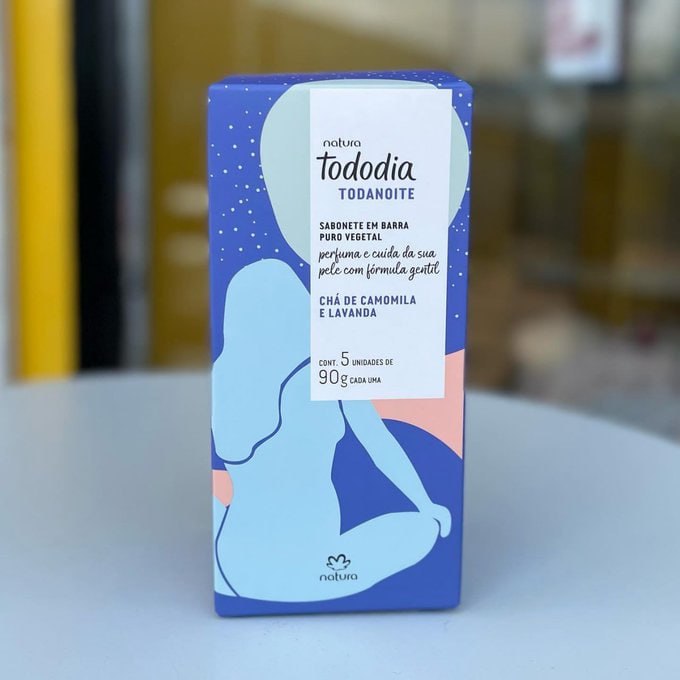 natura
tododia
TODANOITE
SABONETE EM BARRA
PURO VEGETAL
perfuma e cuida da sua
pele com fórmula gentil
CHÁ DE CAMOMILA
E LAVANDA
CONT. 5 UNIDADES DE
90g CADA UMA
natura